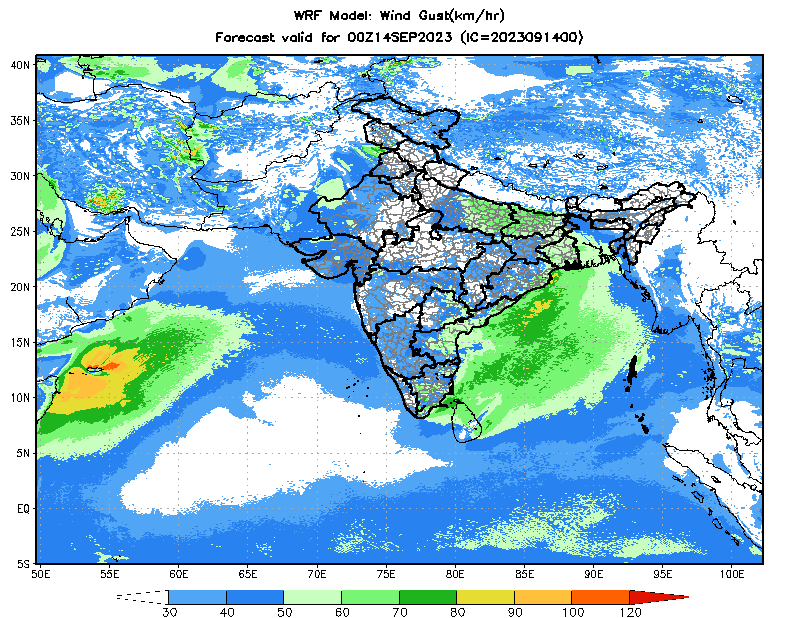 WRF Model: Wind Gust(km/hr)
Forecast valid for 00Z14SEP2023 (IC=2023091400)
40N
35N
30N
25N
20N
15N
10N
5N
EQ
5S
50E 55E 60E 65E 70E 75E 80E 85E 90E 95E 100E
30 40 50 60 70 80 90 100 120